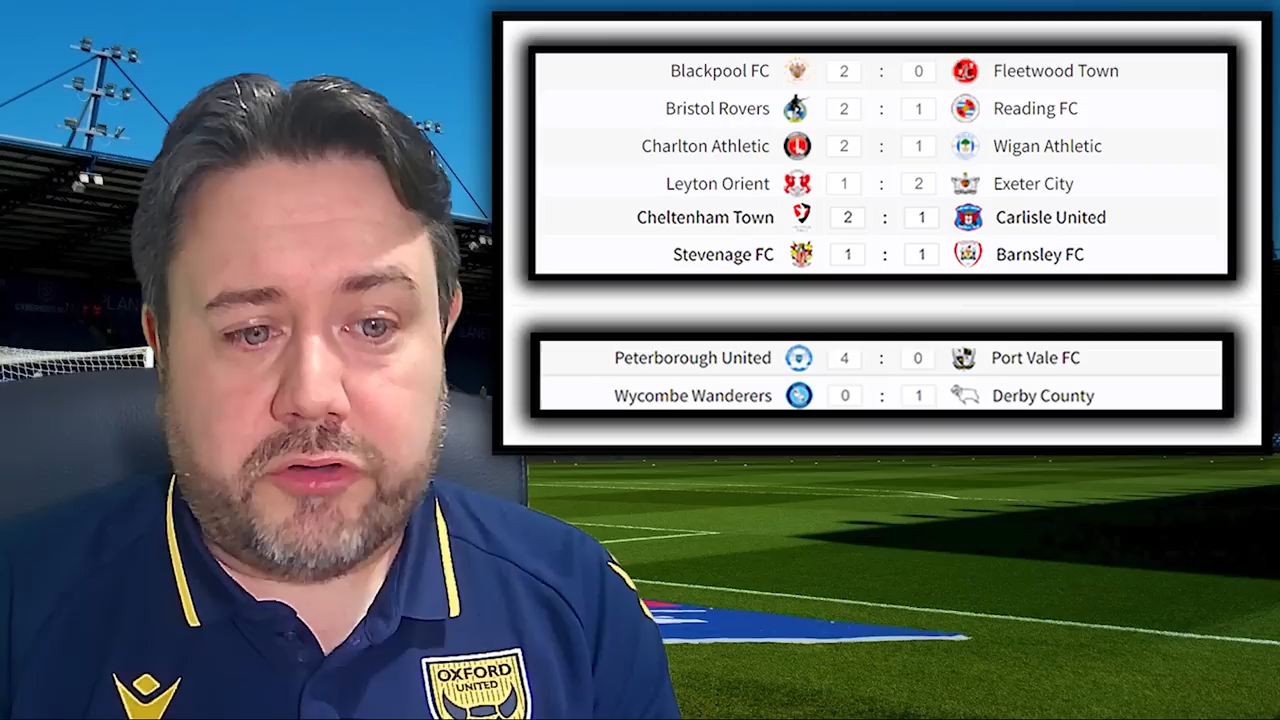 Blackpool FC 2 : 0 Fleetwood Town
Bristol Rovers 2 : 1 Reading FC
Charlton Athletic 2 : 1 Wigan Athletic
Leyton Orient 1 : 2 Exeter City
Cheltenham Town 2 : 1 Carlisle United
Stevenage FC 1 : 1 Barnsley FC
Peterborough United 4 : 0 Port Vale FC
Wycombe Wanderers 0 : 1 Derby County
OXFORD
UNITED